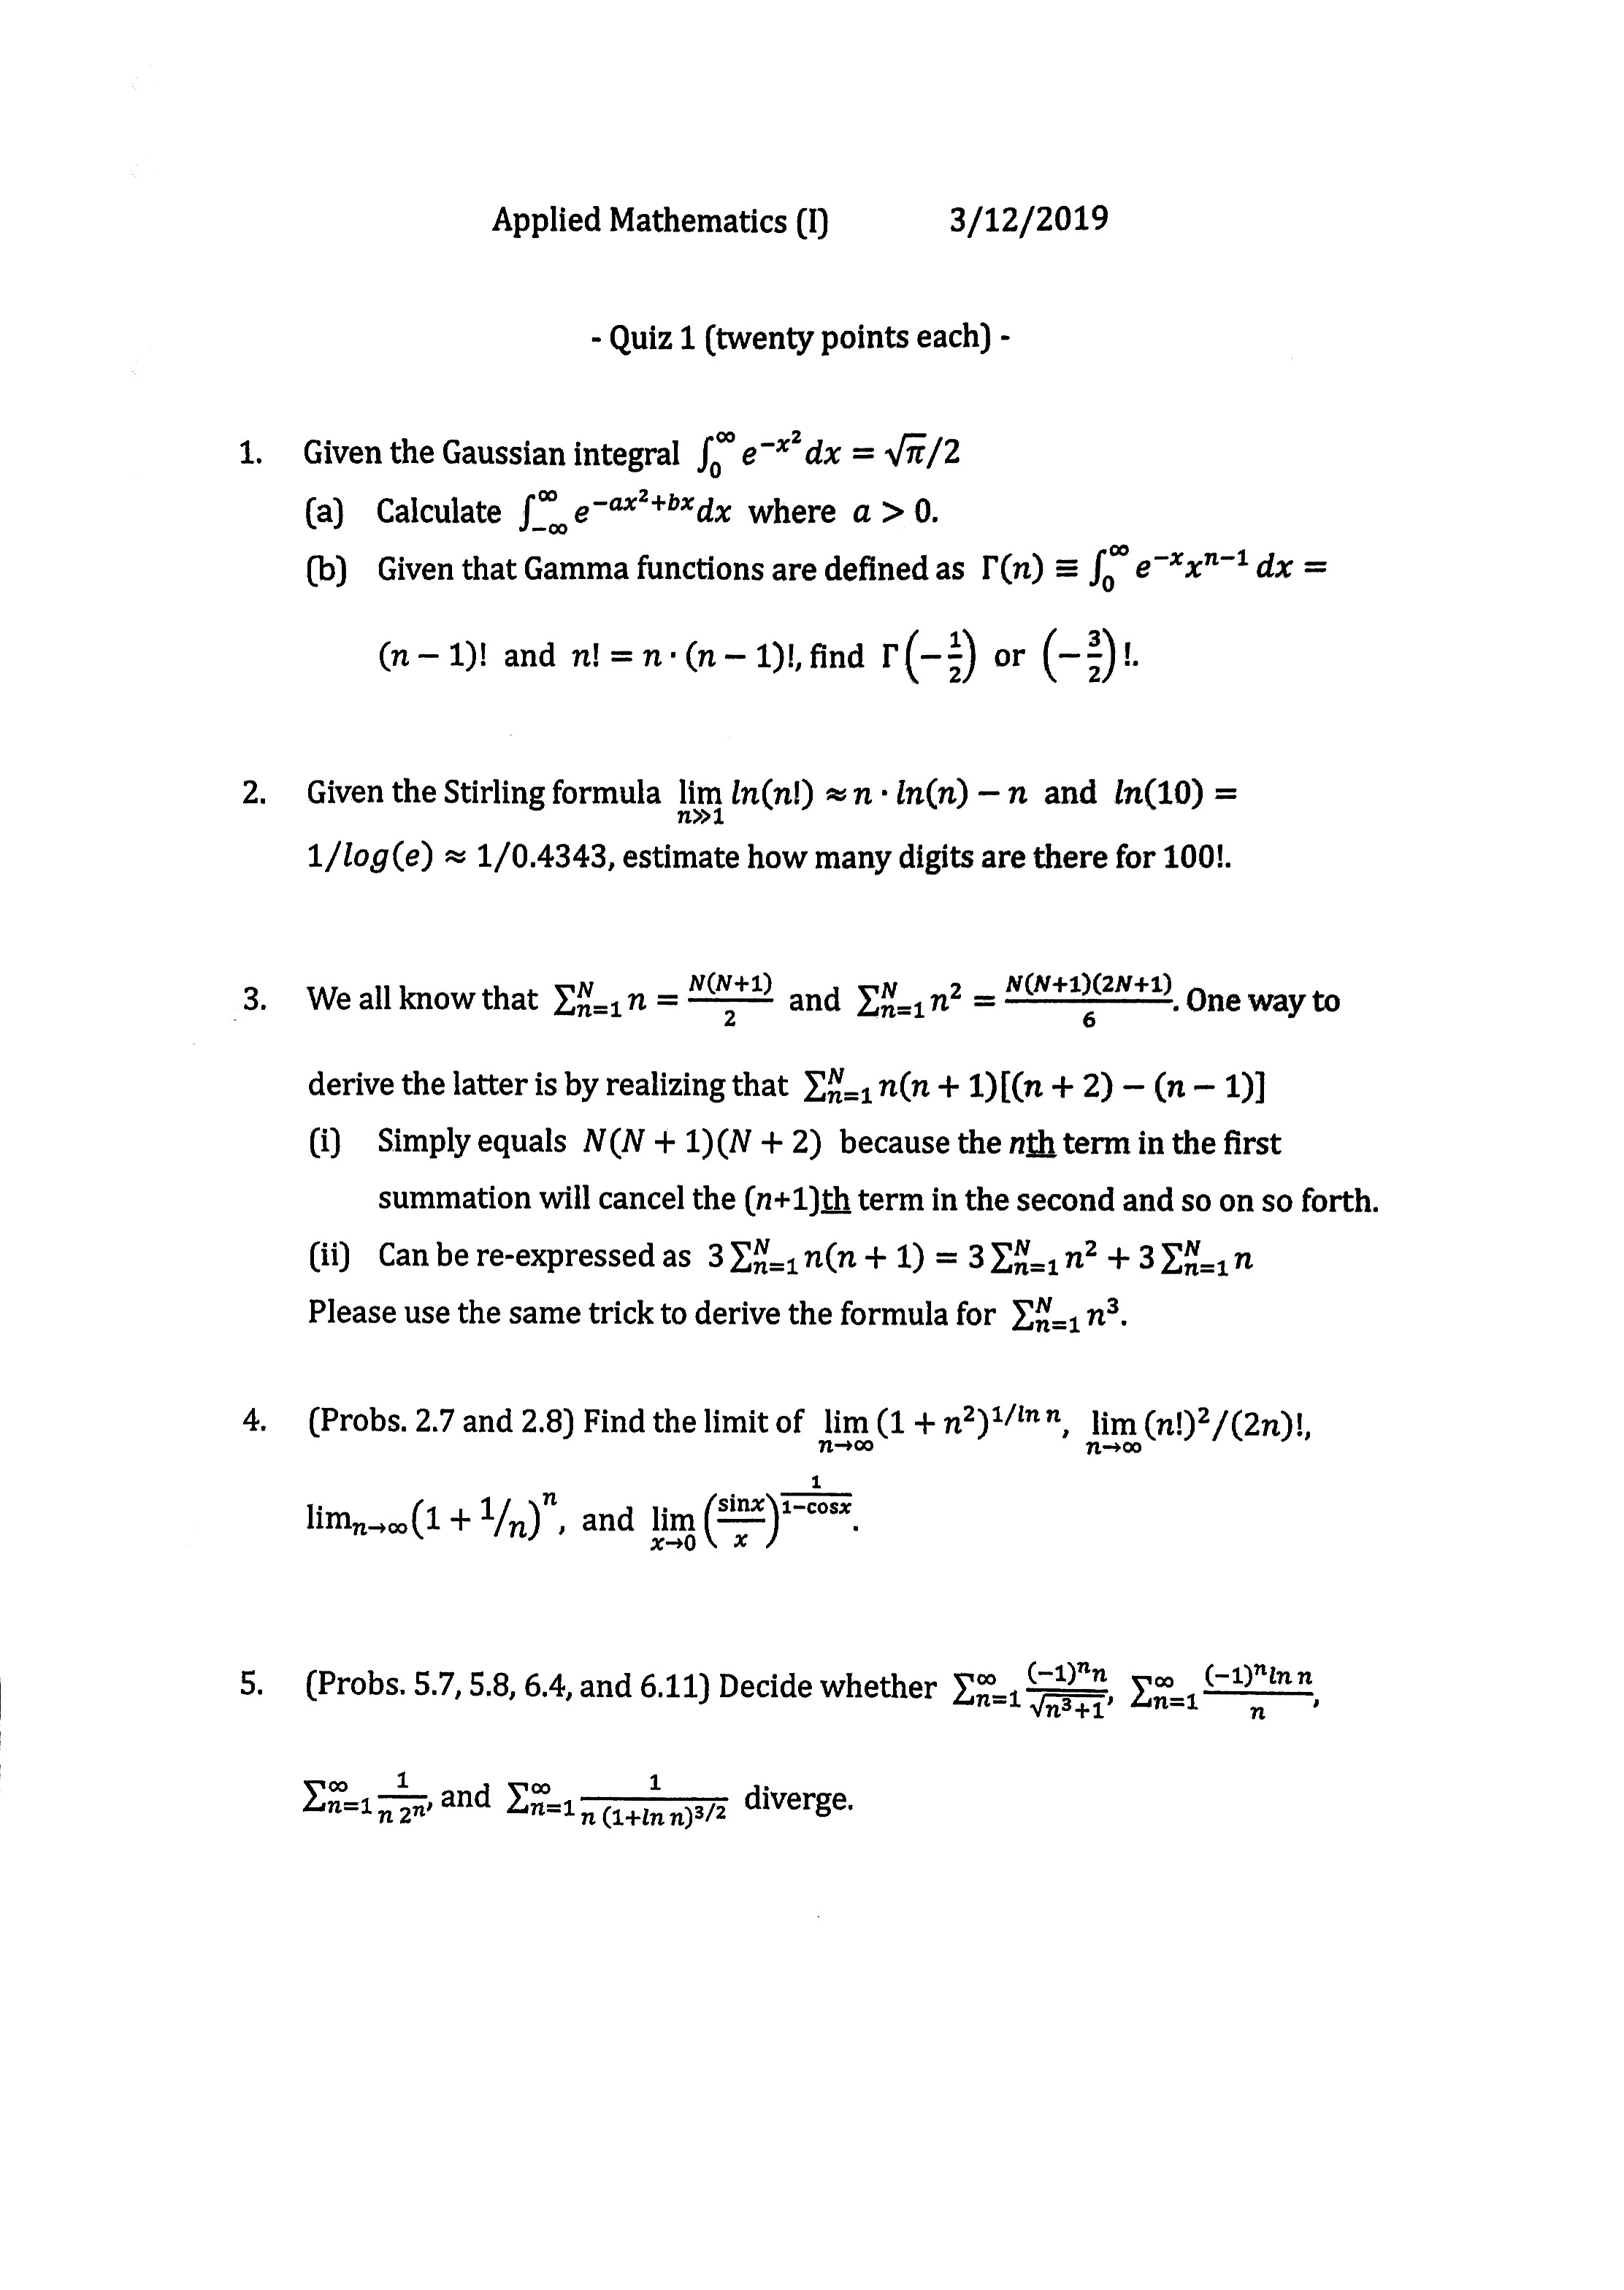 Applied Mathematics (I) 3/12/2019
- Quiz 1 (twenty points each) -
1. Given the Gaussian integral $\int_0^\infty e^{-x^2} dx = \sqrt{\pi}/2$
(a) Calculate $\int_{-\infty}^\infty e^{-ax^2+bx} dx$ where $a > 0$.
(b) Given that Gamma functions are defined as $\Gamma(n) \equiv \int_0^\infty e^{-x} x^{n-1} dx =$
$(n-1)!$ and $n! = n \cdot (n-1)!$, find $\Gamma\left(-\frac{1}{2}\right)$ or $\left(-\frac{3}{2}\right)!$.
2. Given the Stirling formula $\lim_{n \gg 1} ln(n!) \approx n \cdot ln(n) - n$ and $ln(10) =$
$1/log(e) \approx 1/0.4343$, estimate how many digits are there for 100!.
3. We all know that $\sum_{n=1}^N n = \frac{N(N+1)}{2}$ and $\sum_{n=1}^N n^2 = \frac{N(N+1)(2N+1)}{6}$. One way to
derive the latter is by realizing that $\sum_{n=1}^N n(n+1)[(n+2) - (n-1)]$
(i) Simply equals $N(N+1)(N+2)$ because the nth term in the first
summation will cancel the (n+1)th term in the second and so on so forth.
(ii) Can be re-expressed as $3\sum_{n=1}^N n(n+1) = 3\sum_{n=1}^N n^2 + 3\sum_{n=1}^N n$
Please use the same trick to derive the formula for $\sum_{n=1}^N n^3$.
4. (Probs. 2.7 and 2.8) Find the limit of $\lim_{n \to \infty} (1+n^2)^{1/ln n}$, $\lim_{n \to \infty} (n!)^2/(2n)!$,
$\lim_{n \to \infty} (1 + 1/n)^n$, and $\lim_{x \to 0} \left(\frac{sinx}{x}\right)^{\frac{1}{1-cosx}}$.
5. (Probs. 5.7, 5.8, 6.4, and 6.11) Decide whether $\sum_{n=1}^\infty \frac{(-1)^n n}{\sqrt{n^3+1}}$, $\sum_{n=1}^\infty \frac{(-1)^n ln n}{n}$,
$\sum_{n=1}^\infty \frac{1}{n 2^n}$, and $\sum_{n=1}^\infty \frac{1}{n (1+ln n)^{3/2}}$ diverge.